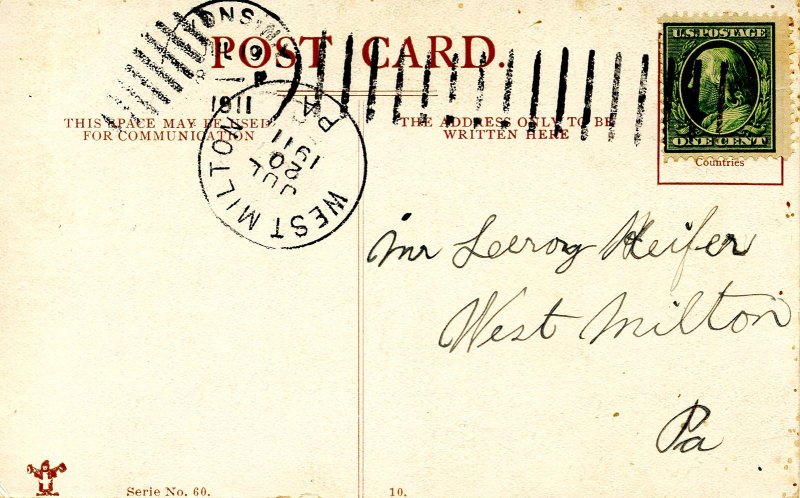 POST CARD.
U.S. POSTAGE
ONE CENT
Countries
THIS SPACE MAY BE USED
FOR COMMUNICATION
THE ADDRESS ONLY TO BE
WRITTEN HERE
1911
WEST MILTON PA
JUL
20
1911
Mr Leeroy Heifer
West Milton
Pa
Serie No. 60.
10.